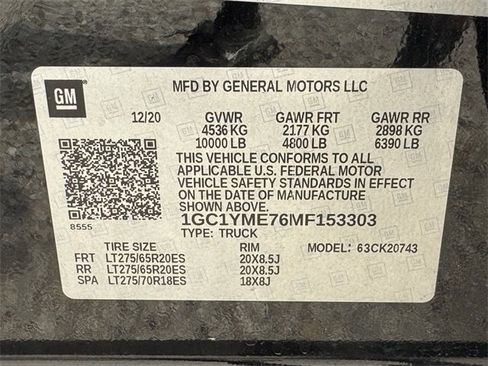 GM
MFD BY GENERAL MOTORS LLC
12/20 GVWR GAWR FRT GAWR RR
4536 KG 2177 KG 2898 KG
10000 LB 4800 LB 6390 LB
THIS VEHICLE CONFORMS TO ALL
APPLICABLE U.S. FEDERAL MOTOR
VEHICLE SAFETY STANDARDS IN EFFECT
ON THE DATE OF MANUFACTURE
SHOWN ABOVE.
8555 1GC1YME76MF153303
TYPE: TRUCK
TIRE SIZE RIM MODEL: 63CK20743
FRT LT275/65R20ES 20X8.5J
RR LT275/65R20ES 20X8.5J
SPA LT275/70R18ES 18X8J